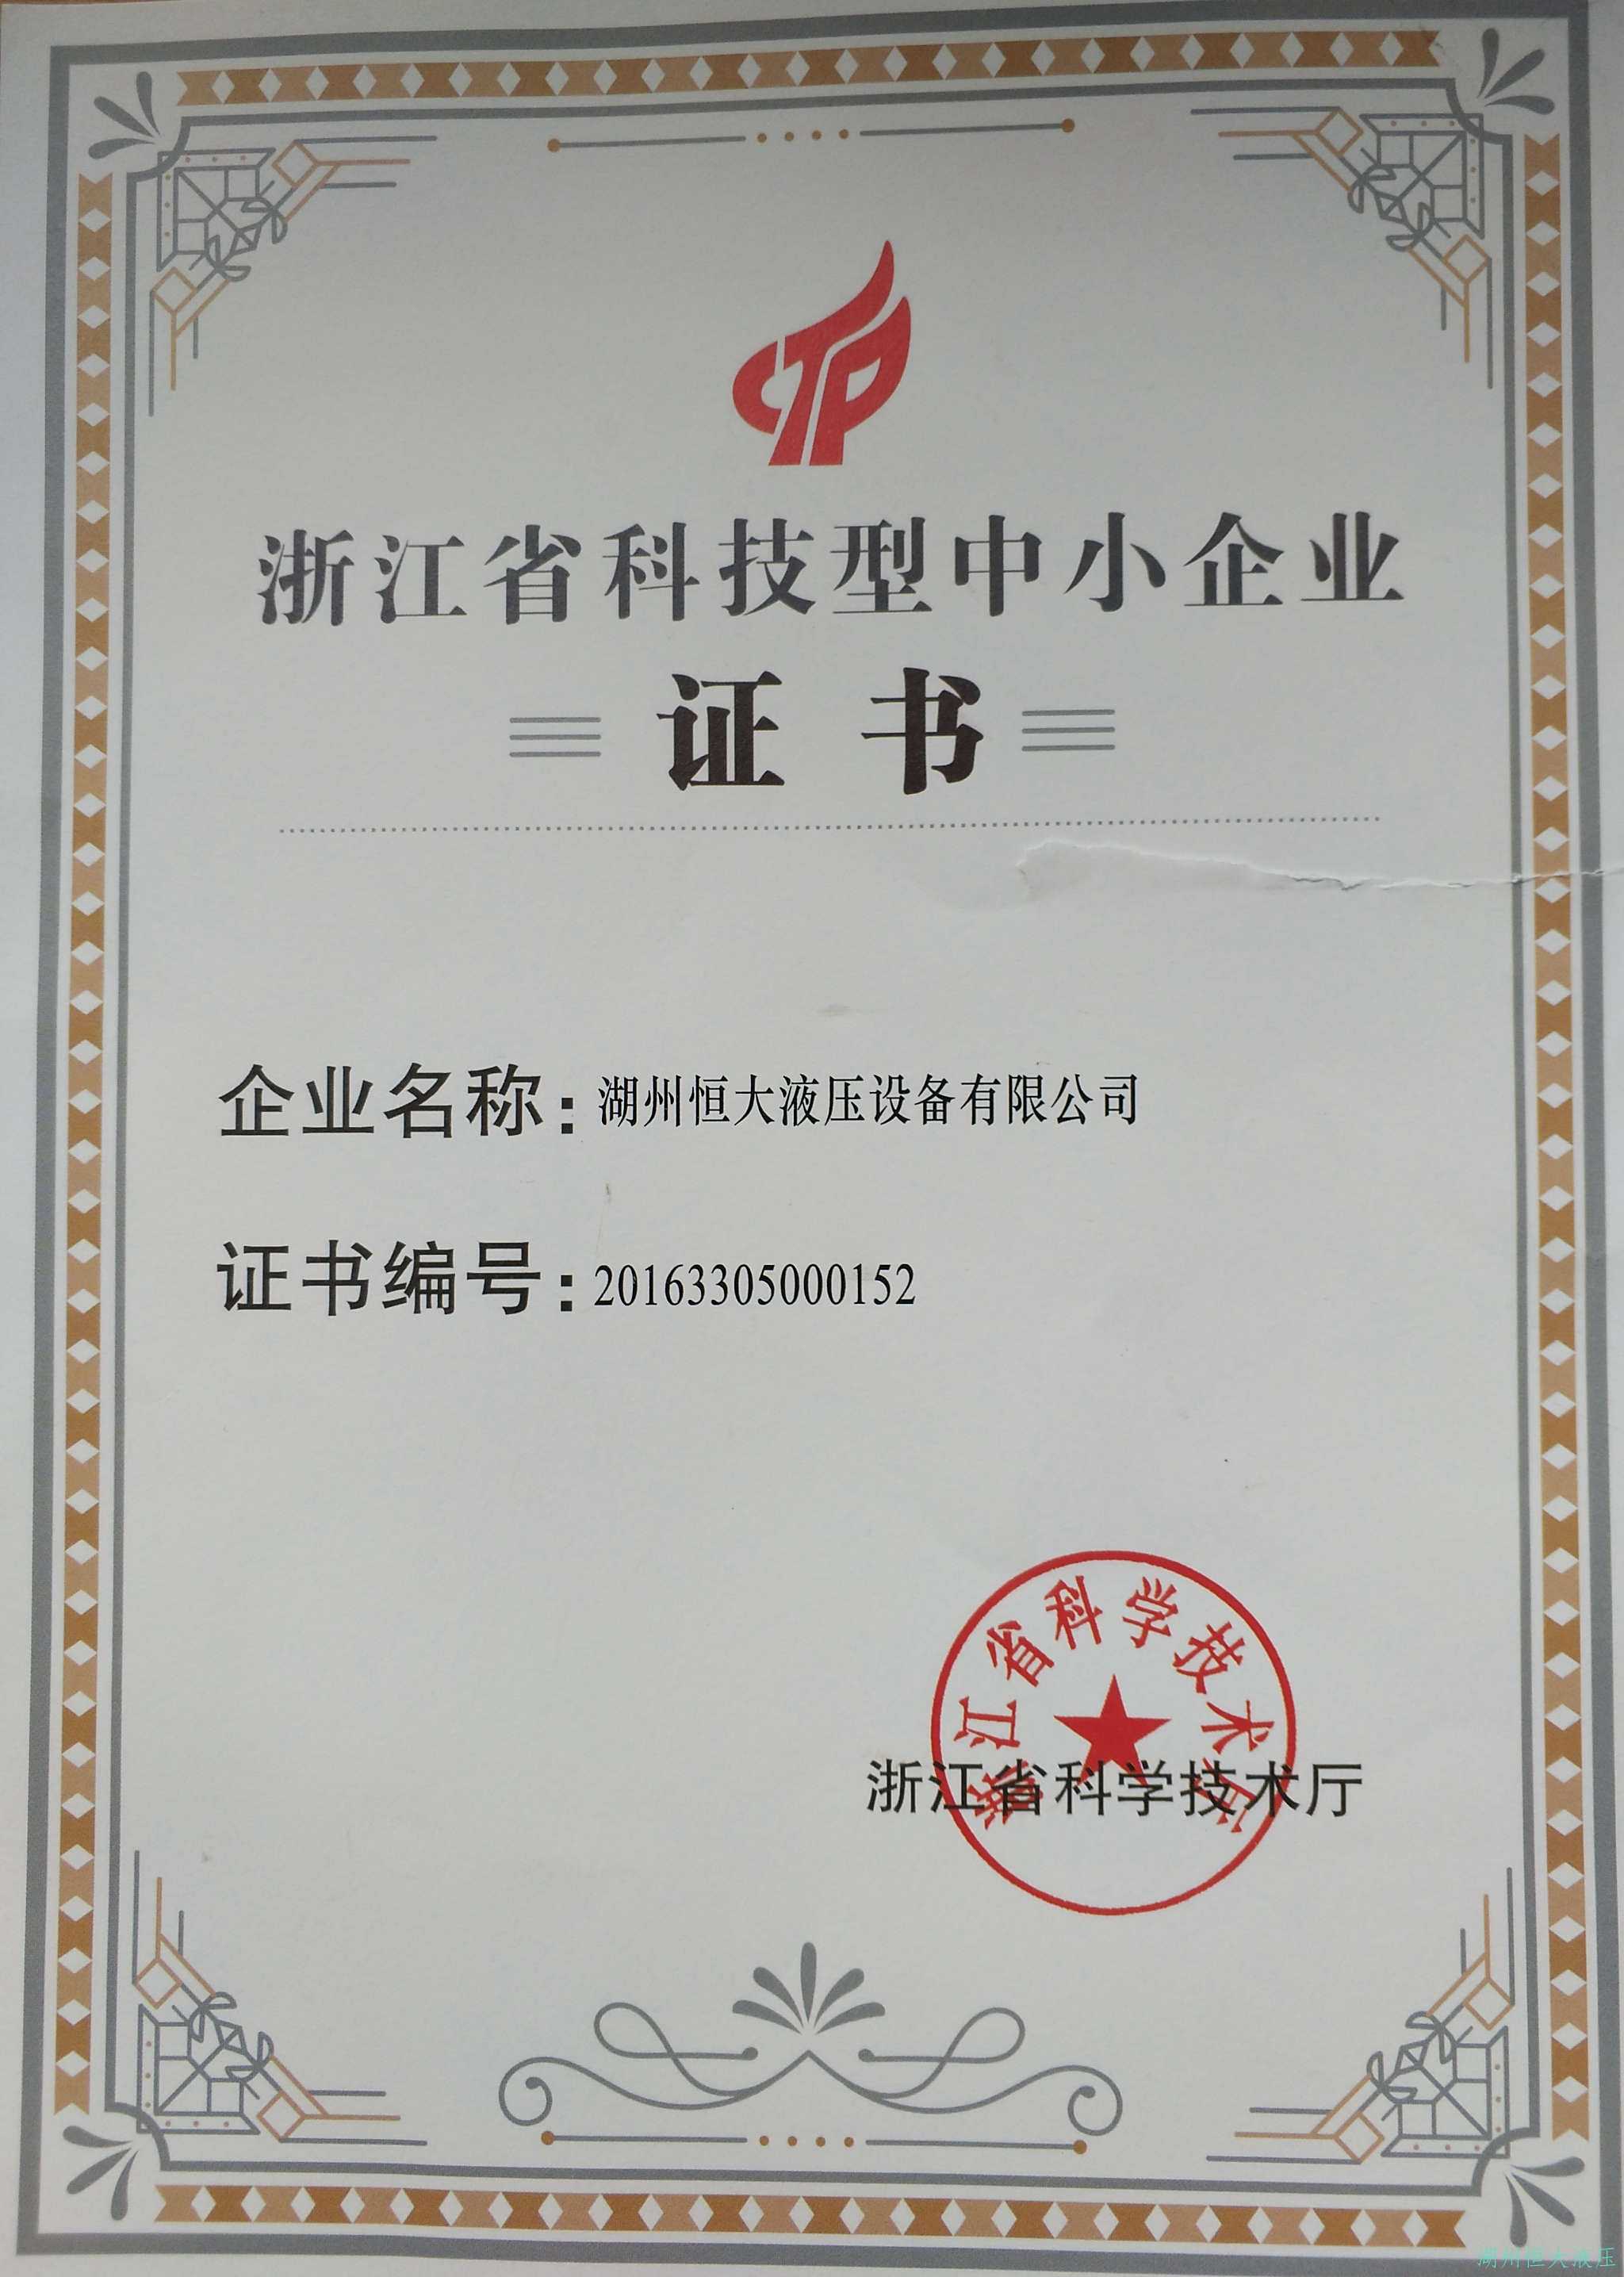 CTP
浙江省科技型中小企业
证 书
企业名称：湖州恒大液压设备有限公司
证书编号：20163305000152
浙江省科学技术厅
浙江省科学技术厅
湖州恒大液压